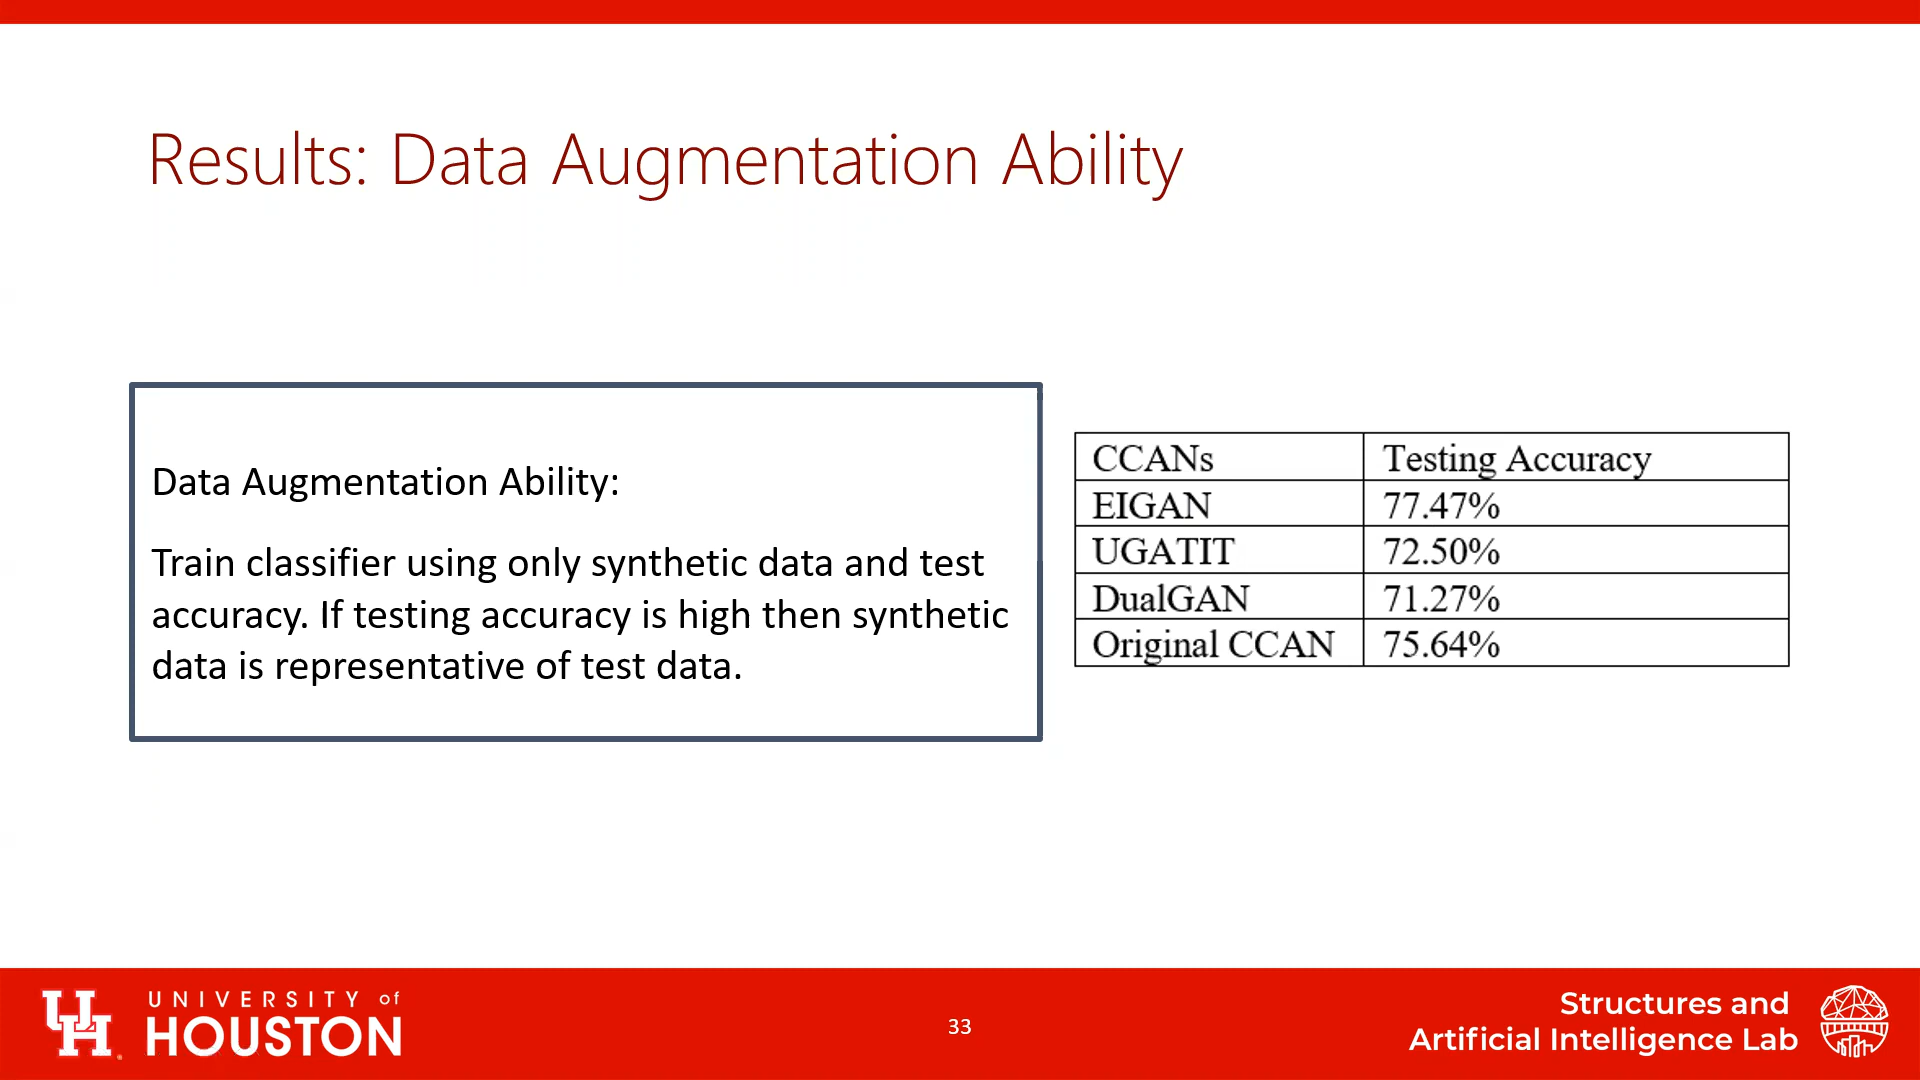 Results: Data Augmentation Ability
Data Augmentation Ability:
Train classifier using only synthetic data and test
accuracy. If testing accuracy is high then synthetic
data is representative of test data.
CCANs Testing Accuracy
EIGAN 77.47%
UGATIT 72.50%
DualGAN 71.27%
Original CCAN 75.64%
UNIVERSITY of
HOUSTON
33
Structures and
Artificial Intelligence Lab